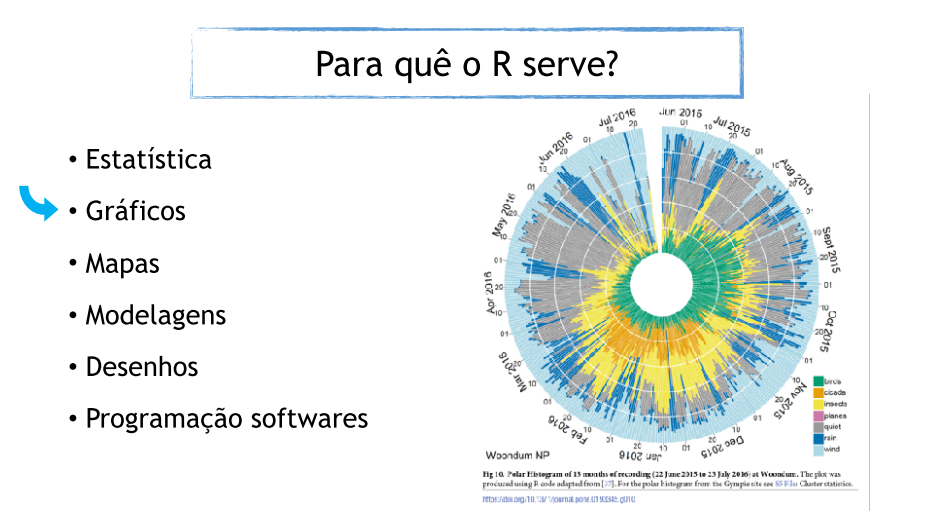 Para quê o R serve?
• Estatística
• Gráficos
• Mapas
• Modelagens
• Desenhos
• Programação softwares
Jun 2015
Jul 2015
Aug 2015
Sept 2015
Oct 2015
Nov 2015
Dec 2015
Jan 2016
Feb 2016
Mar 2016
Apr 2016
May 2016
Jun 2016
Jul 2016
birds
cicada
insects
planes
quiet
rain
wind
Woondum NP
Fig 10. Polar Histogram of 13 months of recording (22 June 2015 to 23 July 2016) at Woondum. The plot was
produced using R code adapted from [37]. For the polar histogram from the Gympie site see S5 File: Cluster statistics.
https://doi.org/10.1371/journal.pone.0193345.g010